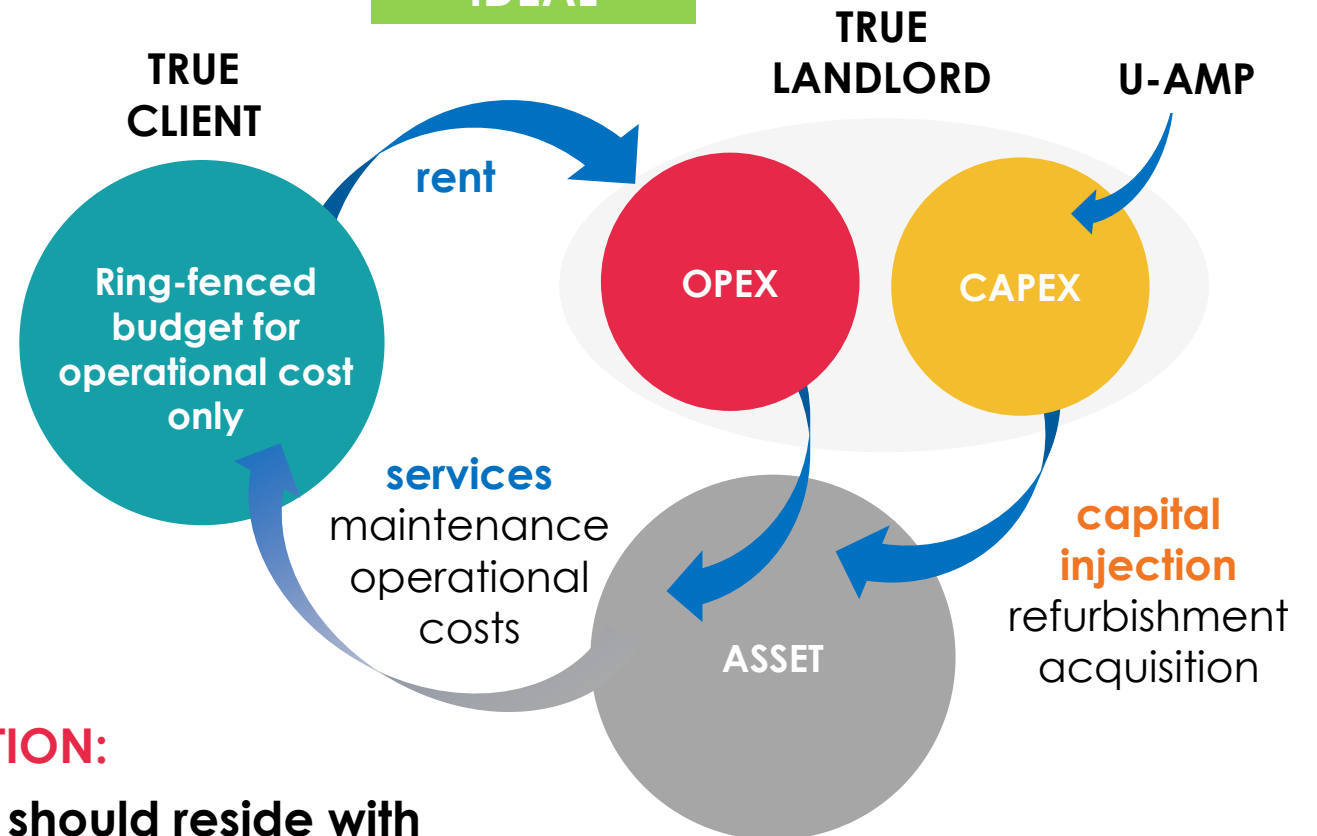 IDEAL
TRUE
CLIENT
TRUE
LANDLORD
U-AMP
rent
Ring-fenced
budget for
operational cost
only
OPEX
CAPEX
services
maintenance
operational
costs
capital
injection
refurbishment
acquisition
ASSET
TION:
should reside with